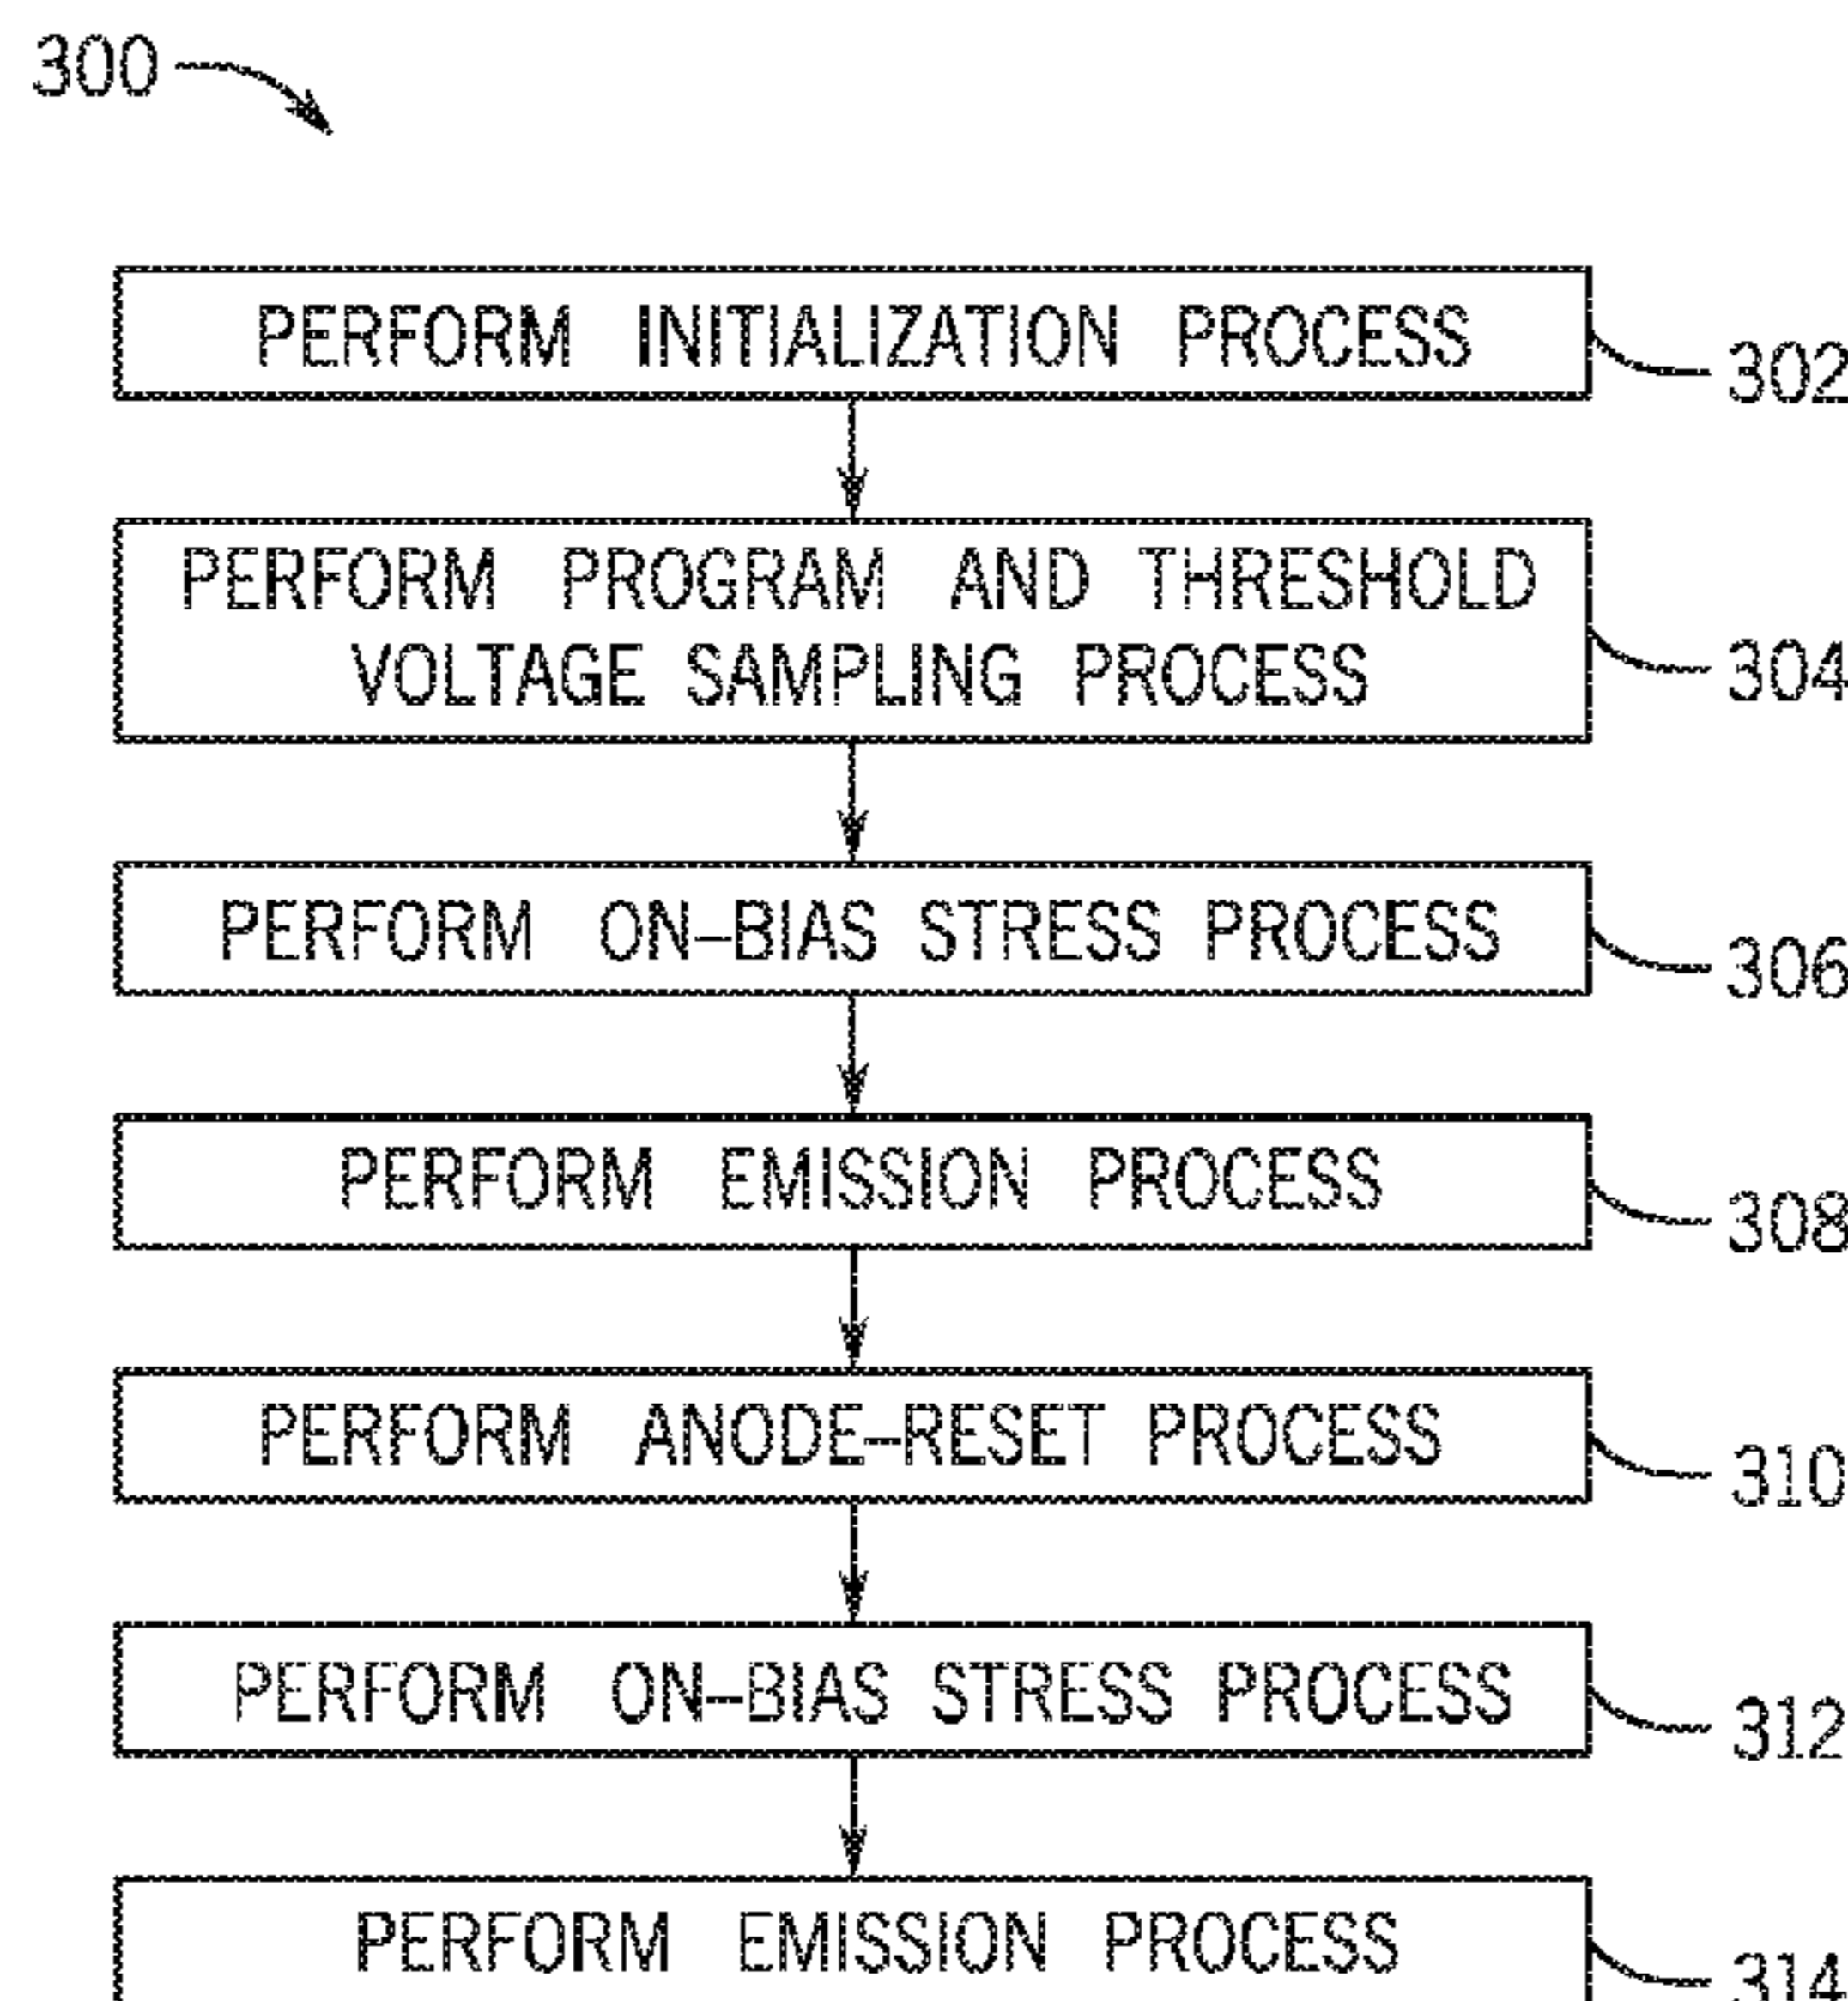 300
PERFORM INITIALIZATION PROCESS
302
PERFORM PROGRAM AND THRESHOLD
VOLTAGE SAMPLING PROCESS
304
PERFORM ON-BIAS STRESS PROCESS
306
PERFORM EMISSION PROCESS
308
PERFORM ANODE-RESET PROCESS
310
PERFORM ON-BIAS STRESS PROCESS
312
PERFORM EMISSION PROCESS
314